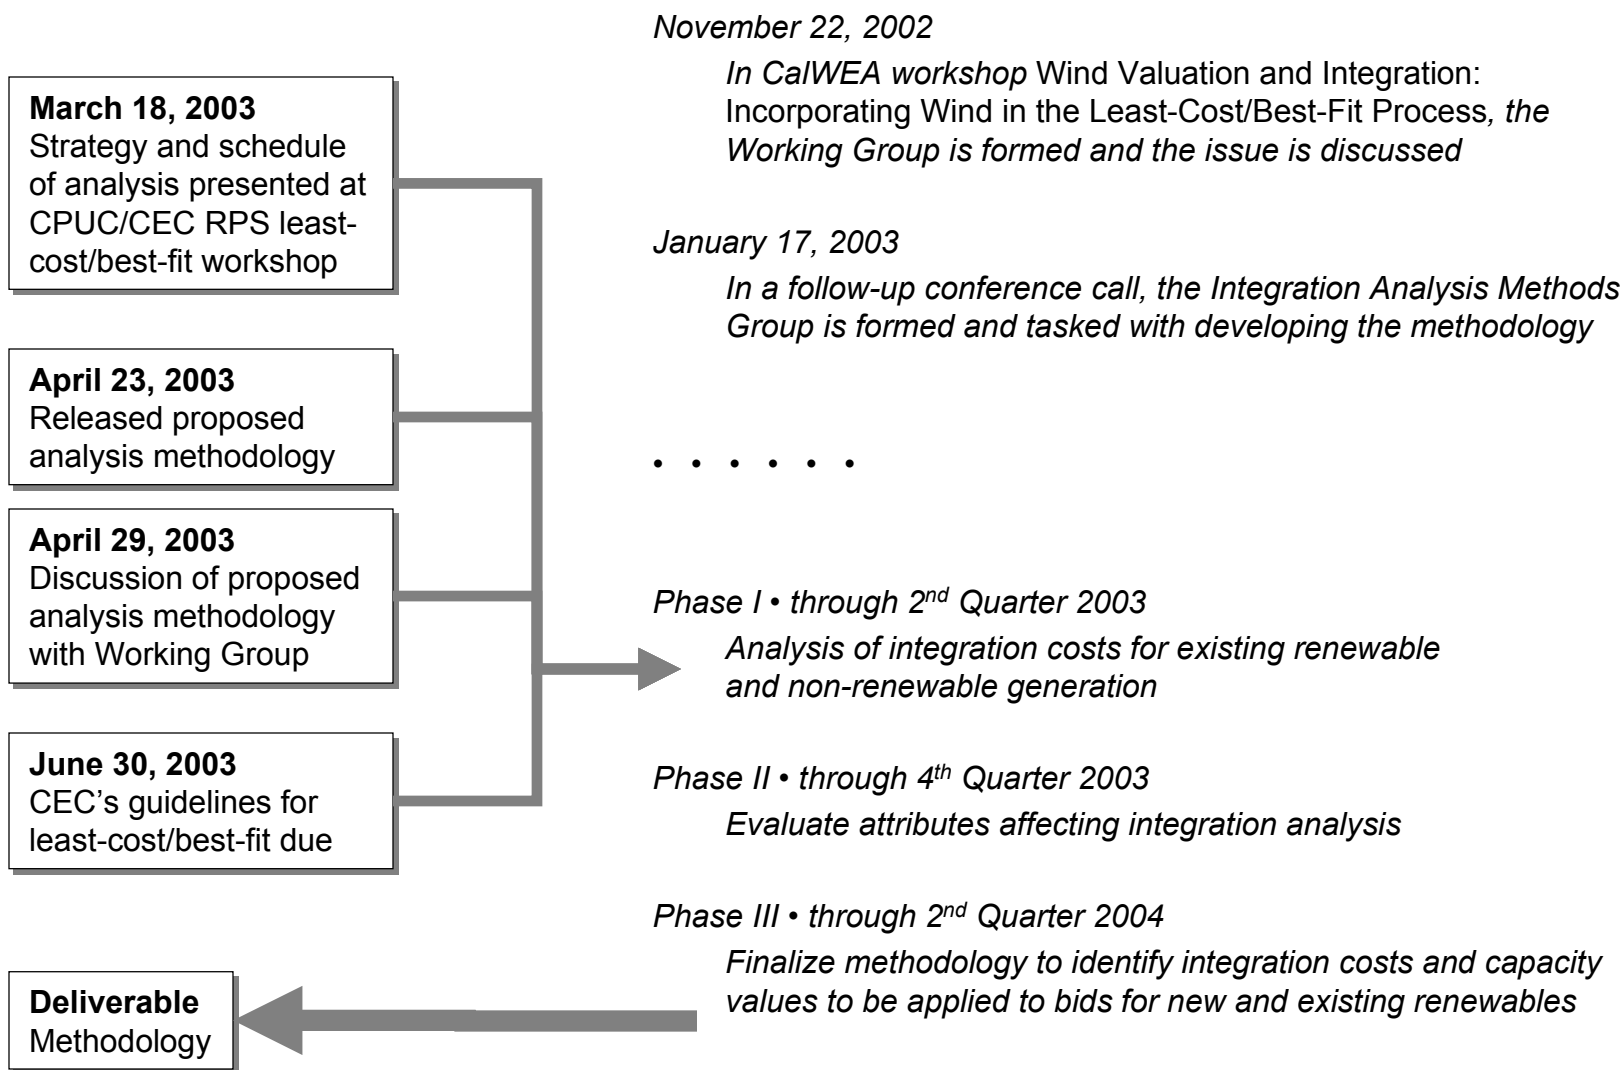 March 18, 2003
Strategy and schedule
of analysis presented at
CPUC/CEC RPS least-
cost/best-fit workshop
April 23, 2003
Released proposed
analysis methodology
April 29, 2003
Discussion of proposed
analysis methodology
with Working Group
June 30, 2003
CEC’s guidelines for
least-cost/best-fit due
Deliverable
Methodology
November 22, 2002
In CalWEA workshop Wind Valuation and Integration:
Incorporating Wind in the Least-Cost/Best-Fit Process, the
Working Group is formed and the issue is discussed
January 17, 2003
In a follow-up conference call, the Integration Analysis Methods
Group is formed and tasked with developing the methodology
• • • • • •
Phase I • through 2nd Quarter 2003
Analysis of integration costs for existing renewable
and non-renewable generation
Phase II • through 4th Quarter 2003
Evaluate attributes affecting integration analysis
Phase III • through 2nd Quarter 2004
Finalize methodology to identify integration costs and capacity
values to be applied to bids for new and existing renewables